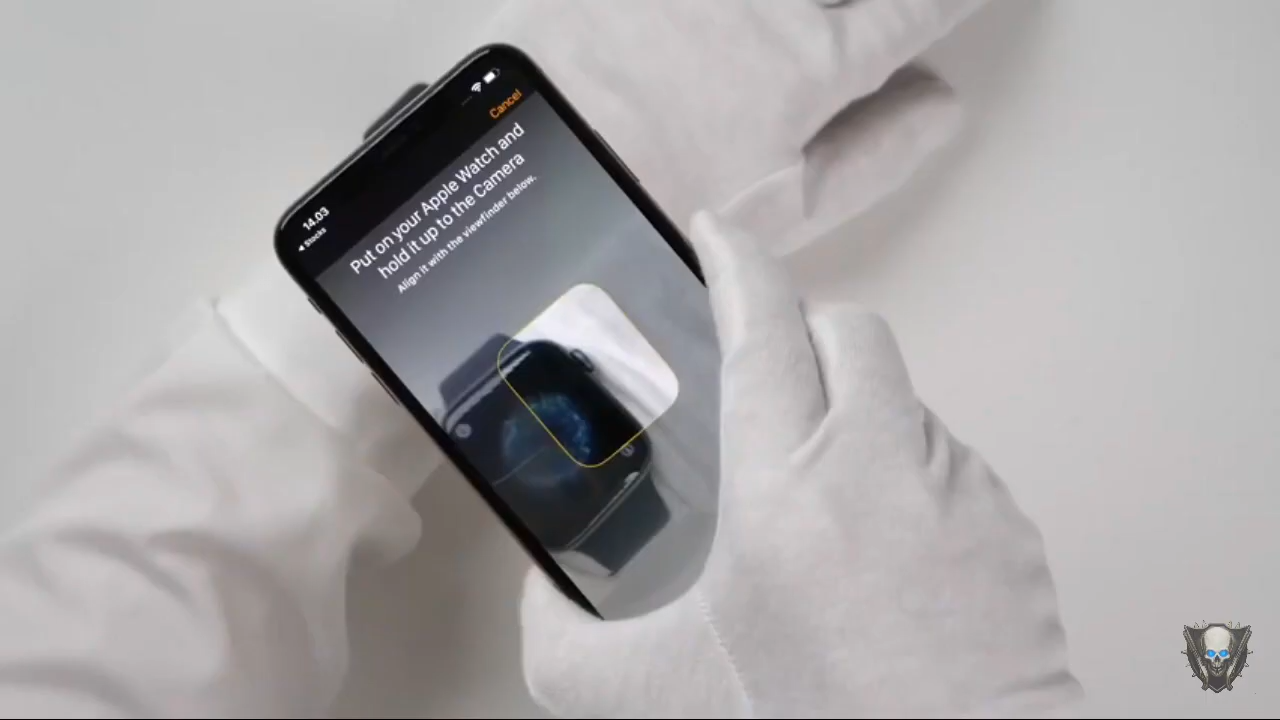 14.03
◀ Stocks
Cancel
Put on your Apple Watch and
hold it up to the Camera
Align it with the viewfinder below.